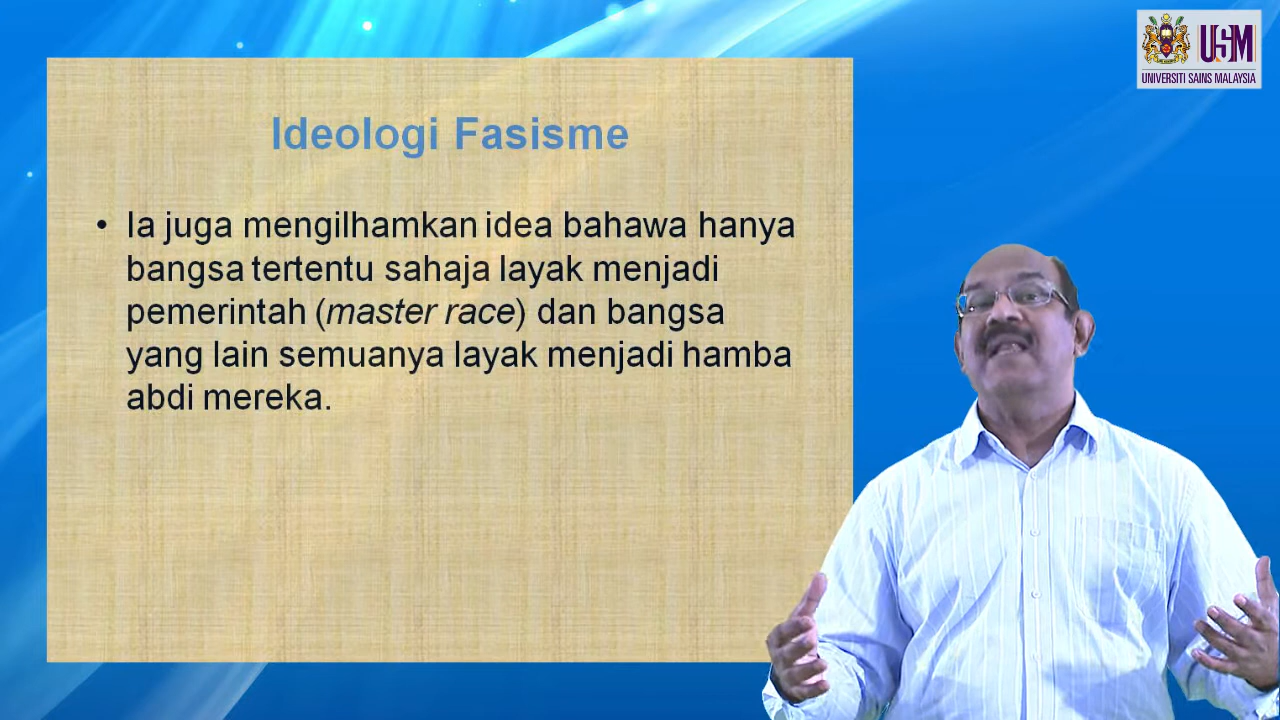 USM
UNIVERSITI SAINS MALAYSIA
Ideologi Fasisme
• Ia juga mengilhamkan idea bahawa hanya
bangsa tertentu sahaja layak menjadi
pemerintah (master race) dan bangsa
yang lain semuanya layak menjadi hamba
abdi mereka.